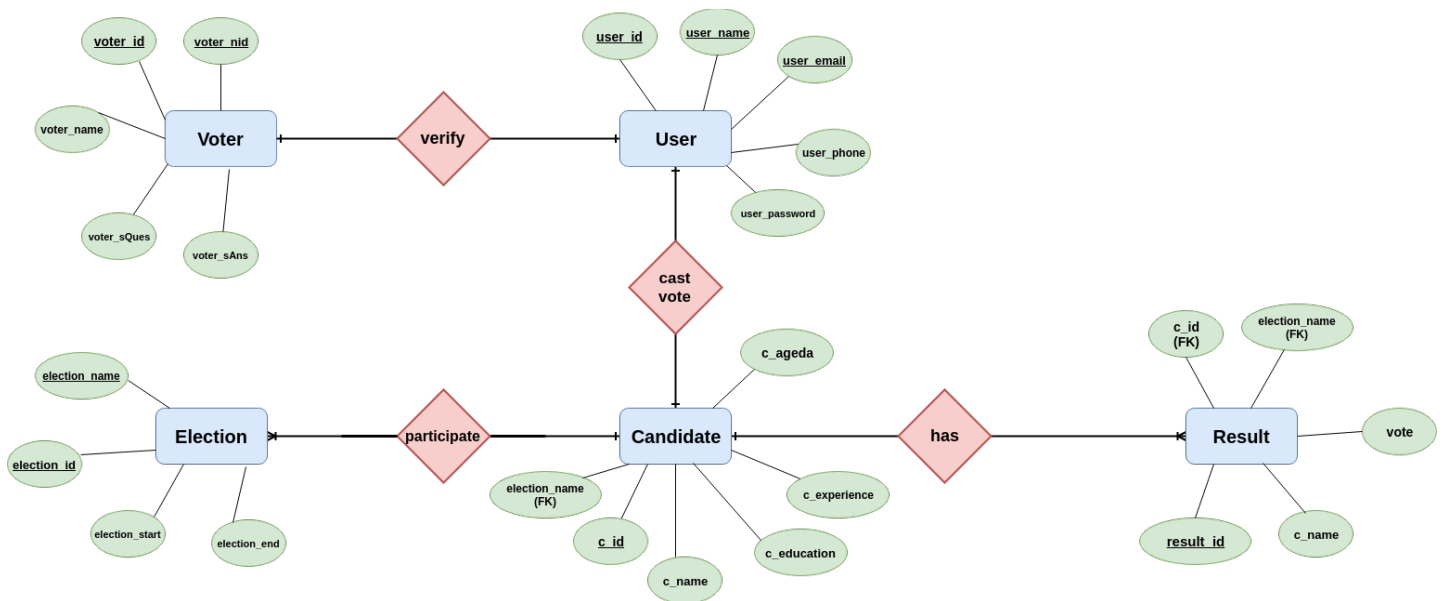 voter_id
voter_nid
user_id
user_name
user_email
voter_name
Voter
verify
User
user_phone
voter_sQues
voter_sAns
user_password
cast
vote
c_id
(FK)
election_name
(FK)
c_ageda
election_name
Election
participate
Candidate
has
Result
vote
election_id
election_name
(FK)
c_experience
election_start
election_end
c_id
c_education
c_name
result_id
c_name